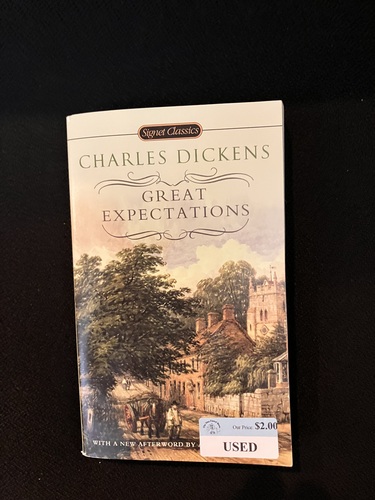 Signet Classics
CHARLES DICKENS
GREAT
EXPECTATIONS
WITH A NEW AFTERWORD BY
Our Price $2.00
USED